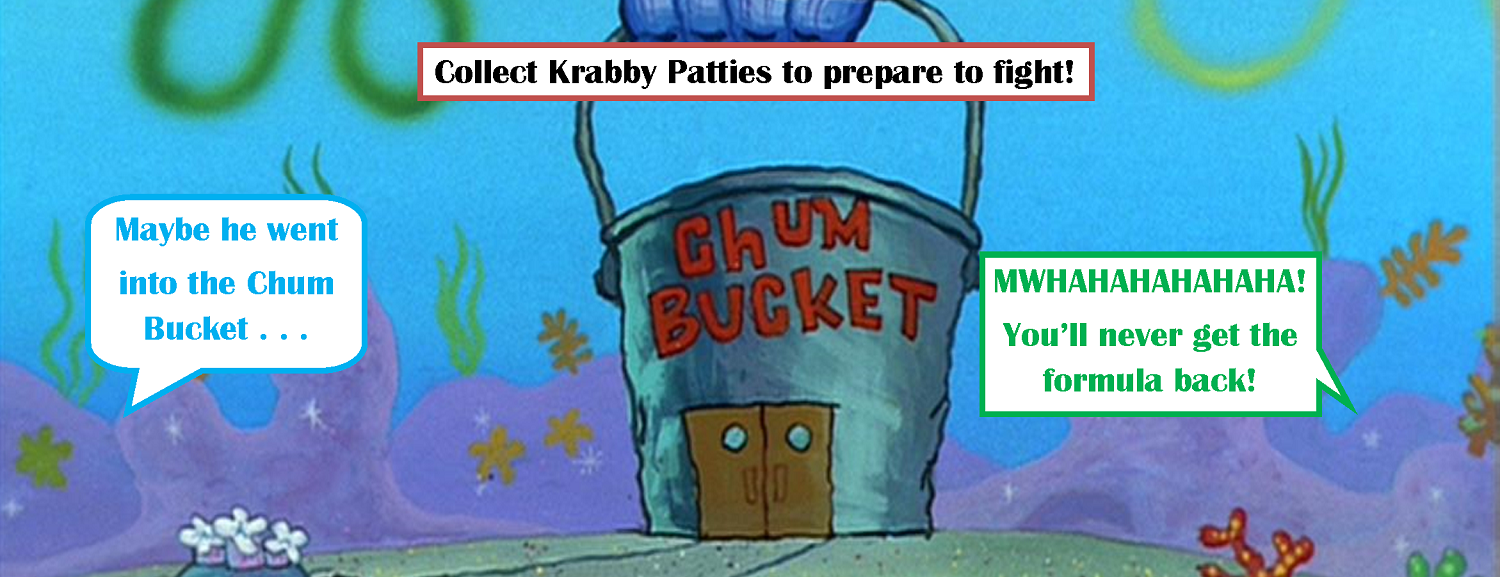 Collect Krabby Patties to prepare to fight!
Maybe he went
into the Chum
Bucket . . .
ChUM
BUCKET
MWHAHAHAHAHAHA!
You'll never get the
formula back!